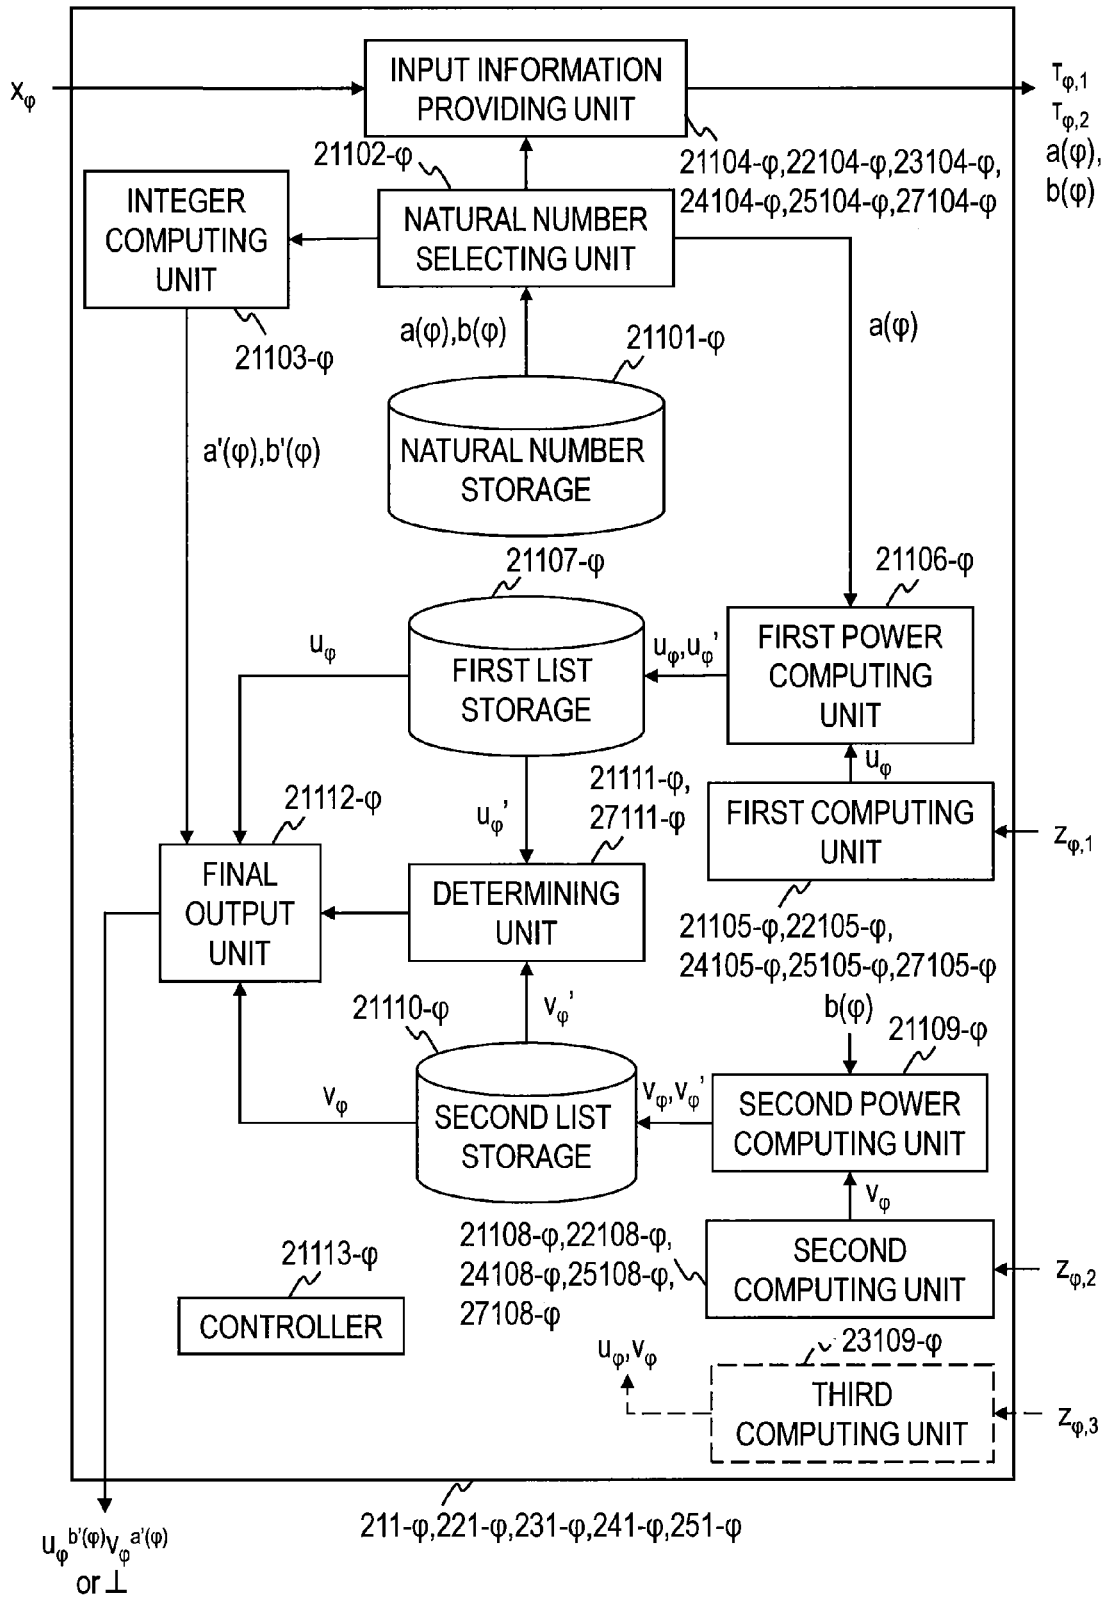 xφ
INPUT INFORMATION
PROVIDING UNIT
τφ,1
τφ,2
a(φ),
b(φ)
21102-φ
21104-φ,22104-φ,23104-φ,
24104-φ,25104-φ,27104-φ
INTEGER
COMPUTING
UNIT
NATURAL NUMBER
SELECTING UNIT
21103-φ
a(φ),b(φ)
21101-φ
a(φ)
a'(φ),b'(φ)
NATURAL NUMBER
STORAGE
21107-φ
21106-φ
uφ
FIRST LIST
STORAGE
uφ,uφ'
FIRST POWER
COMPUTING
UNIT
uφ
21112-φ
uφ'
21111-φ,
27111-φ
FIRST COMPUTING
UNIT
zφ,1
FINAL
OUTPUT
UNIT
DETERMINING
UNIT
21105-φ,22105-φ,
24105-φ,25105-φ,27105-φ
21110-φ
vφ'
b(φ)
21109-φ
vφ
SECOND LIST
STORAGE
vφ,vφ'
SECOND POWER
COMPUTING UNIT
vφ
21108-φ,22108-φ,
24108-φ,25108-φ,
27108-φ
SECOND
COMPUTING UNIT
zφ,2
21113-φ
CONTROLLER
uφ,vφ
23109-φ
THIRD
COMPUTING UNIT
zφ,3
211-φ,221-φ,231-φ,241-φ,251-φ
uφb'(φ)vφa'(φ)
or ⊥